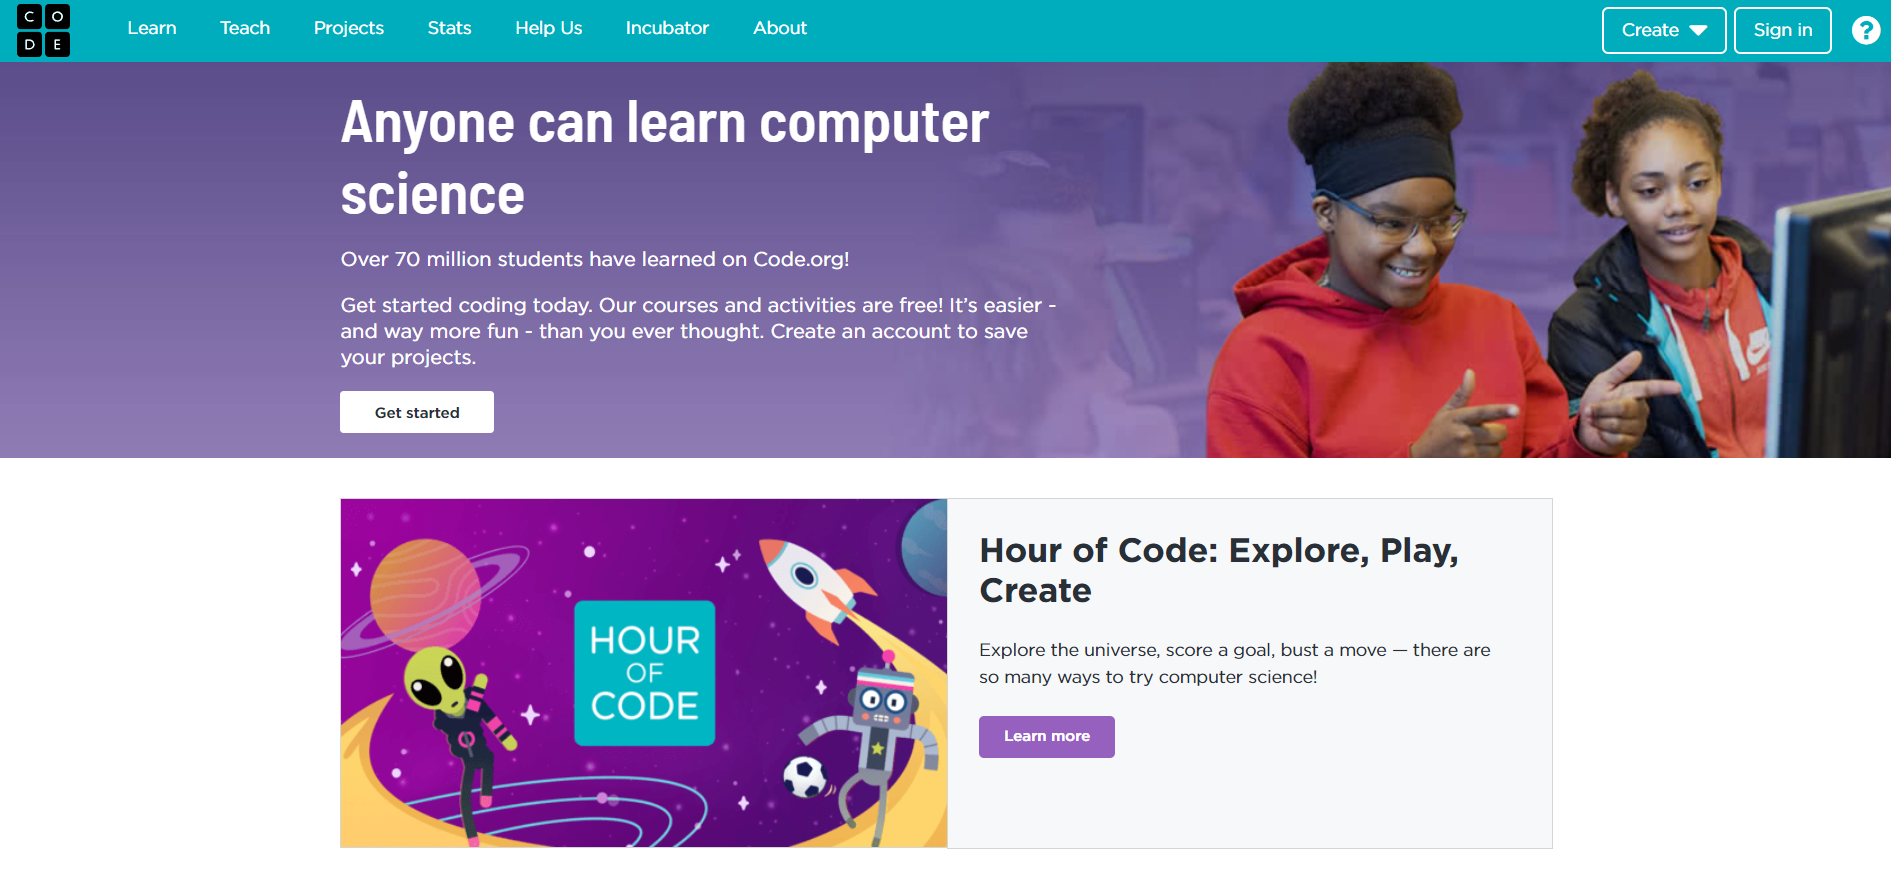 CO
DE
Learn Teach Projects Stats Help Us Incubator About
Create Sign in ?
Anyone can learn computer
science
Over 70 million students have learned on Code.org!
Get started coding today. Our courses and activities are free! It’s easier -
and way more fun - than you ever thought. Create an account to save
your projects.
Get started
HOUR
OF
CODE
Hour of Code: Explore, Play,
Create
Explore the universe, score a goal, bust a move — there are
so many ways to try computer science!
Learn more